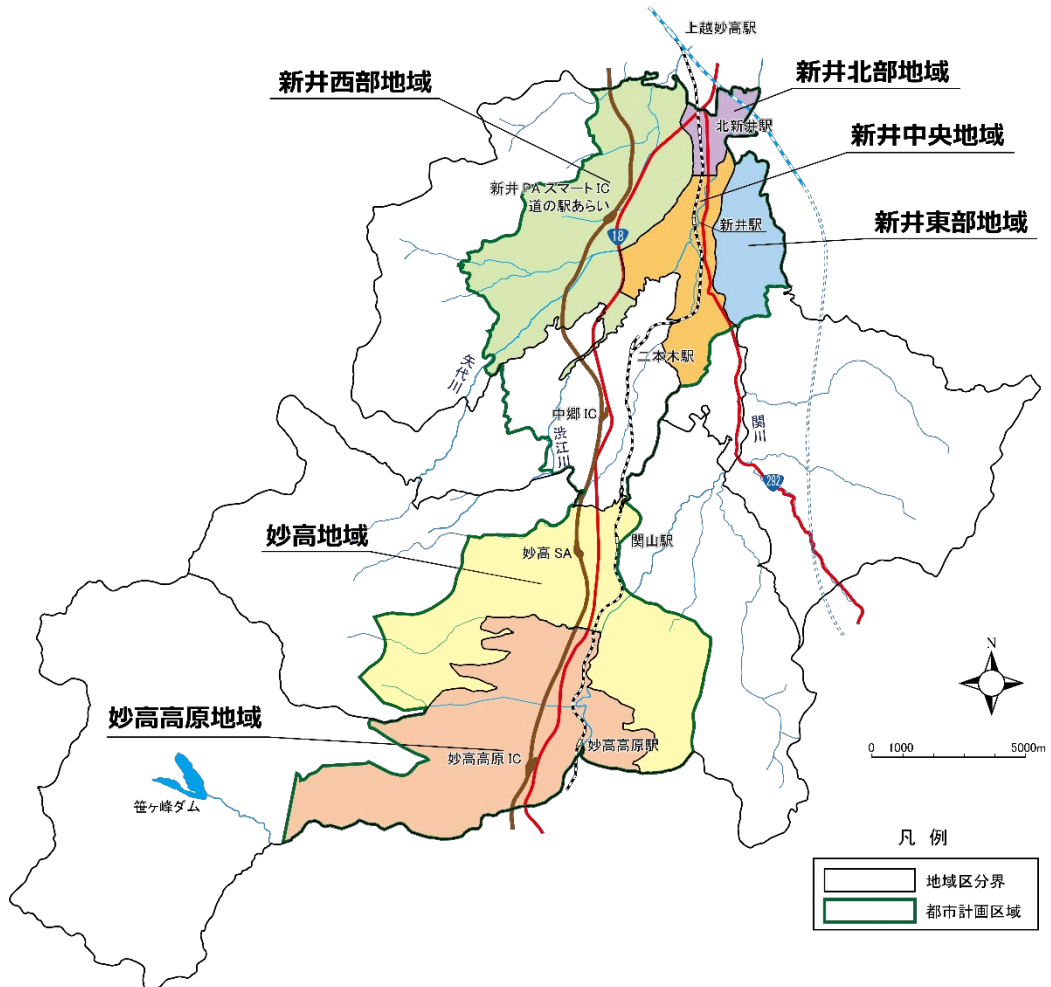 上越妙高駅
新井北部地域
新井西部地域
北新井駅
新井中央地域
新井PAスマートIC
道の駅あらい
新井駅
新井東部地域
18
二本木駅
矢代川
中郷IC
渋江川
関川
292
妙高地域
関山駅
妙高SA
N
妙高高原地域
妙高高原駅
妙高高原IC
0 1000 5000m
笹ヶ峰ダム
凡 例
地域区分界
都市計画区域